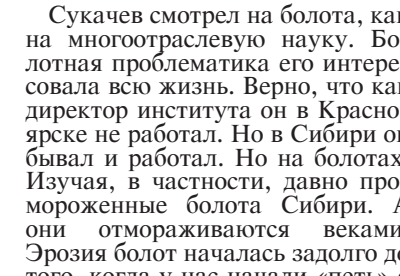 Сукачев смотрел на болота, как
на многоотраслевую науку. Бо-
лотная проблематика его интере-
совала всю жизнь. Верно, что как
директор института он в Красно-
ярске не работал. Но в Сибири он
бывал и работал. Но на болотах.
Изучая, в частности, давно про-
мороженные болота Сибири. А
они отмораживаются веками.
Эрозия болот началась задолго до
того, когда у нас начали «петь» о